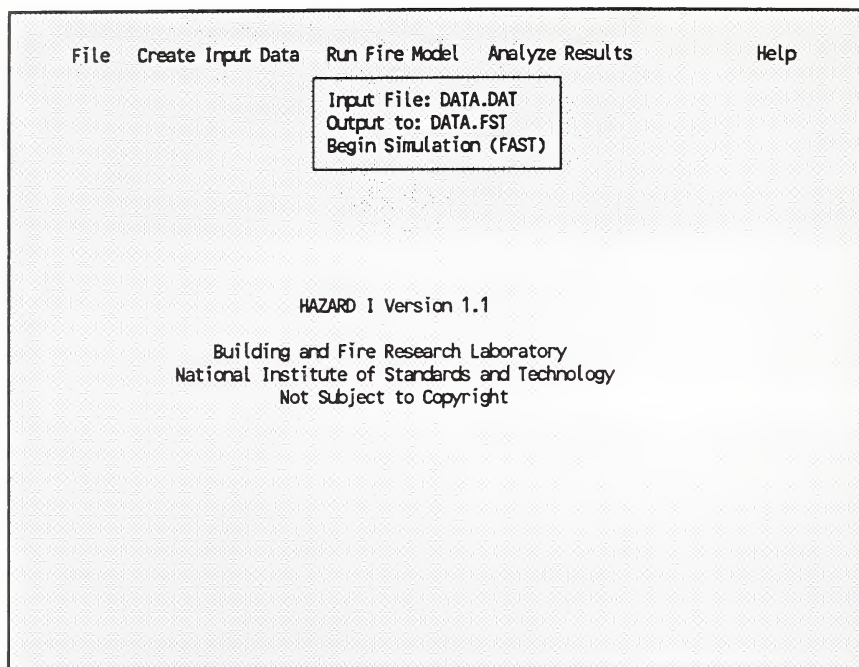 File Create Input Data Run Fire Model Analyze Results Help
Input File: DATA.DAT
Output to: DATA.FST
Begin Simulation (FAST)
HAZARD I Version 1.1
Building and Fire Research Laboratory
National Institute of Standards and Technology
Not Subject to Copyright